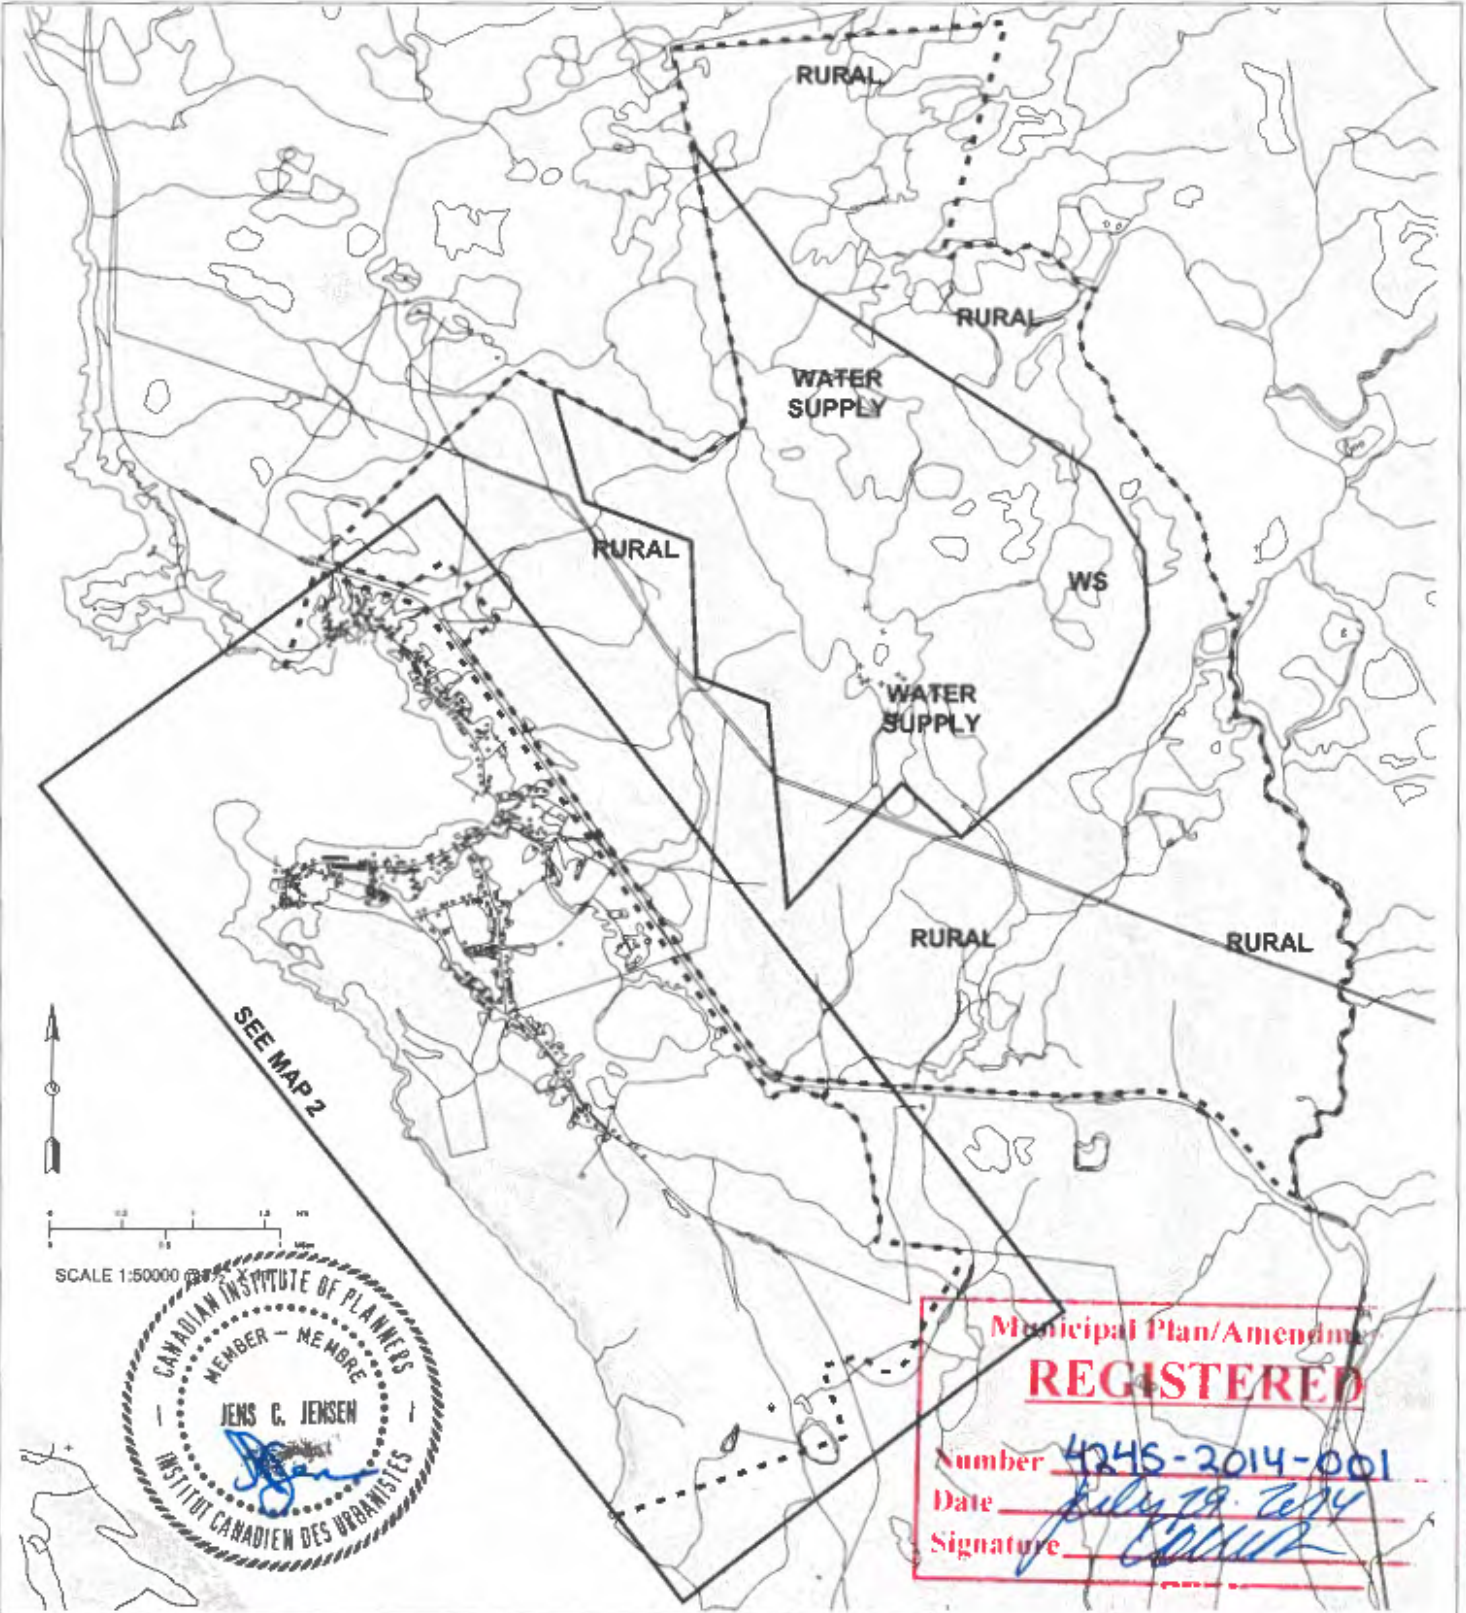 RURAL
RURAL
WATER
SUPPLY
RURAL
WS
WATER
SUPPLY
RURAL
RURAL
SEE MAP 2
SCALE 1:50000
CANADIAN INSTITUTE OF PLANNERS
MEMBER - MEMBRE
JENS C. JENSEN
INSTITUT CANADIEN DES URBANISTES
Municipal Plan/Amendme
REGISTERED
Number 4245-2014-001
Date July 29. 2014
Signature